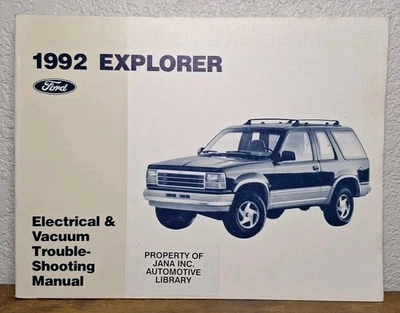 1992 EXPLORER
Ford
Electrical &
Vacuum
Trouble-
Shooting
Manual
PROPERTY OF
JANA INC.
AUTOMOTIVE
LIBRARY